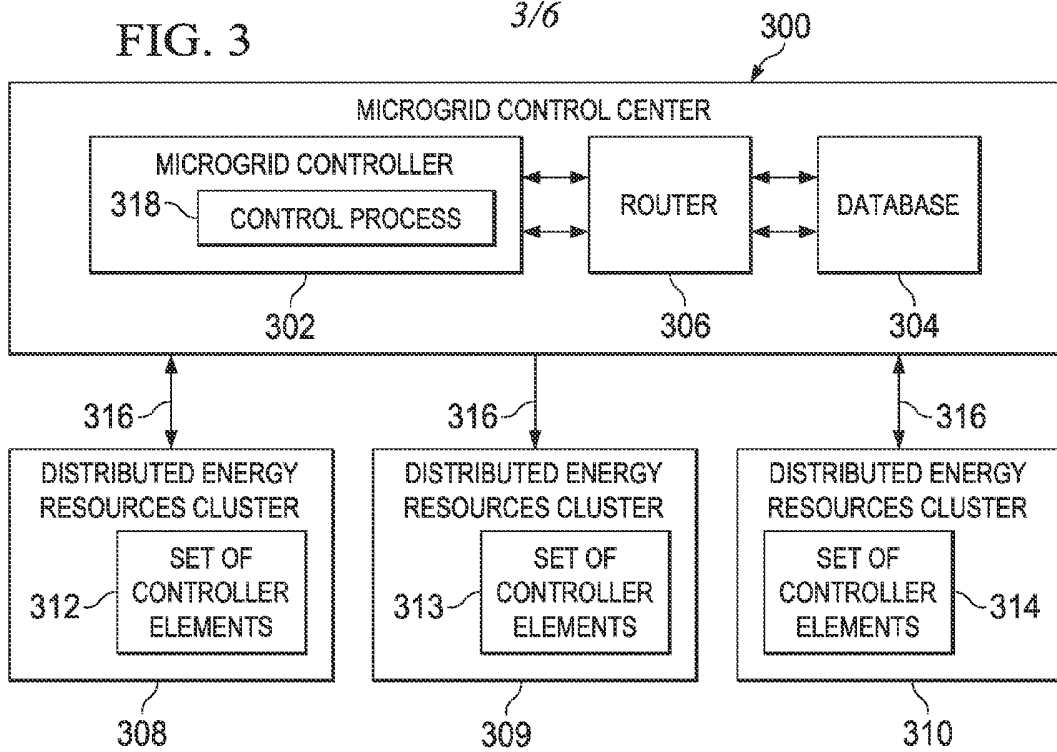 3/6
FIG. 3
300
MICROGRID CONTROL CENTER
MICROGRID CONTROLLER
318
CONTROL PROCESS
ROUTER
DATABASE
302
306
304
316
316
316
DISTRIBUTED ENERGY
RESOURCES CLUSTER
312
SET OF
CONTROLLER
ELEMENTS
308
DISTRIBUTED ENERGY
RESOURCES CLUSTER
313
SET OF
CONTROLLER
ELEMENTS
309
DISTRIBUTED ENERGY
RESOURCES CLUSTER
SET OF
CONTROLLER
ELEMENTS
314
310